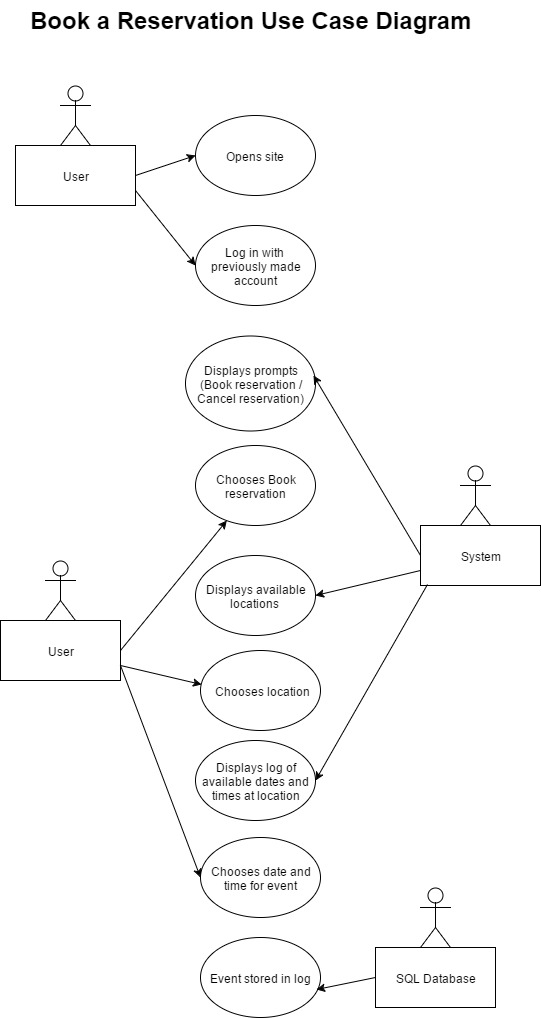 Book a Reservation Use Case Diagram
User
Opens site
Log in with
previously made
account
Displays prompts
(Book reservation /
Cancel reservation)
Chooses Book
reservation
System
Displays available
locations
User
Chooses location
Displays log of
available dates and
times at location
Chooses date and
time for event
Event stored in log
SQL Database